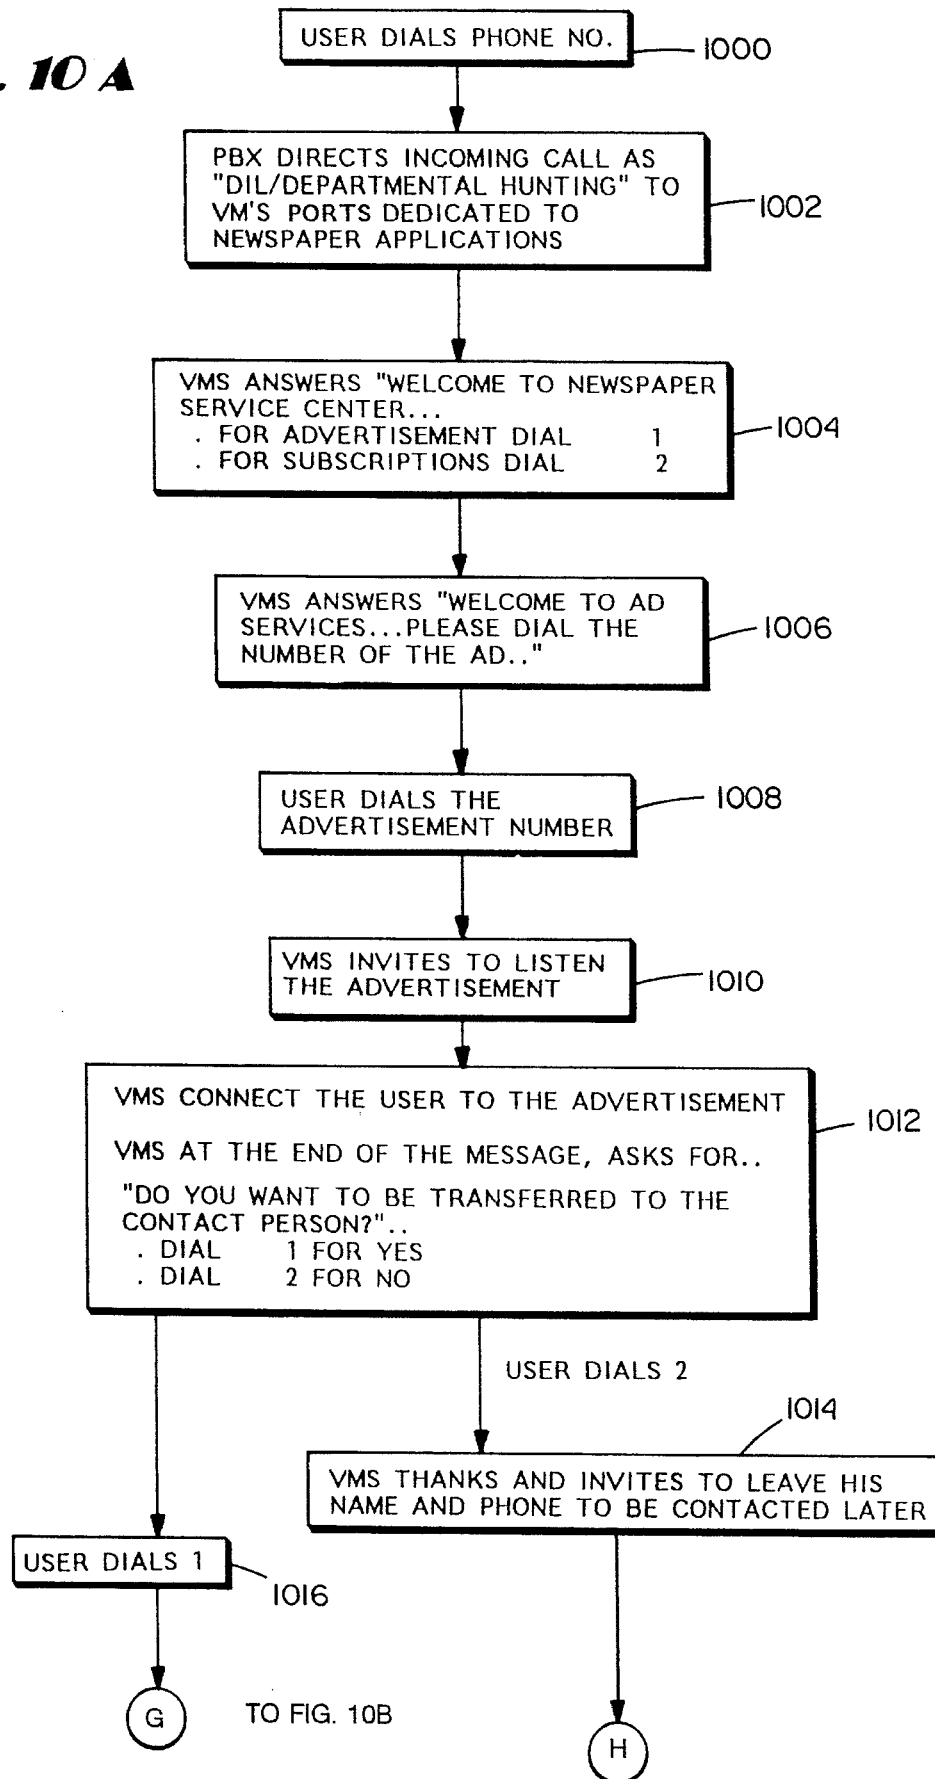 . 10 A
USER DIALS PHONE NO.
1000
PBX DIRECTS INCOMING CALL AS
"DIL/DEPARTMENTAL HUNTING" TO
VM'S PORTS DEDICATED TO
NEWSPAPER APPLICATIONS
1002
VMS ANSWERS "WELCOME TO NEWSPAPER
SERVICE CENTER...
. FOR ADVERTISEMENT DIAL 1
. FOR SUBSCRIPTIONS DIAL 2
1004
VMS ANSWERS "WELCOME TO AD
SERVICES...PLEASE DIAL THE
NUMBER OF THE AD.."
1006
USER DIALS THE
ADVERTISEMENT NUMBER
1008
VMS INVITES TO LISTEN
THE ADVERTISEMENT
1010
VMS CONNECT THE USER TO THE ADVERTISEMENT
VMS AT THE END OF THE MESSAGE, ASKS FOR..
"DO YOU WANT TO BE TRANSFERRED TO THE
CONTACT PERSON?"..
. DIAL 1 FOR YES
. DIAL 2 FOR NO
1012
USER DIALS 2
1014
VMS THANKS AND INVITES TO LEAVE HIS
NAME AND PHONE TO BE CONTACTED LATER
USER DIALS 1
1016
G
TO FIG. 10B
H